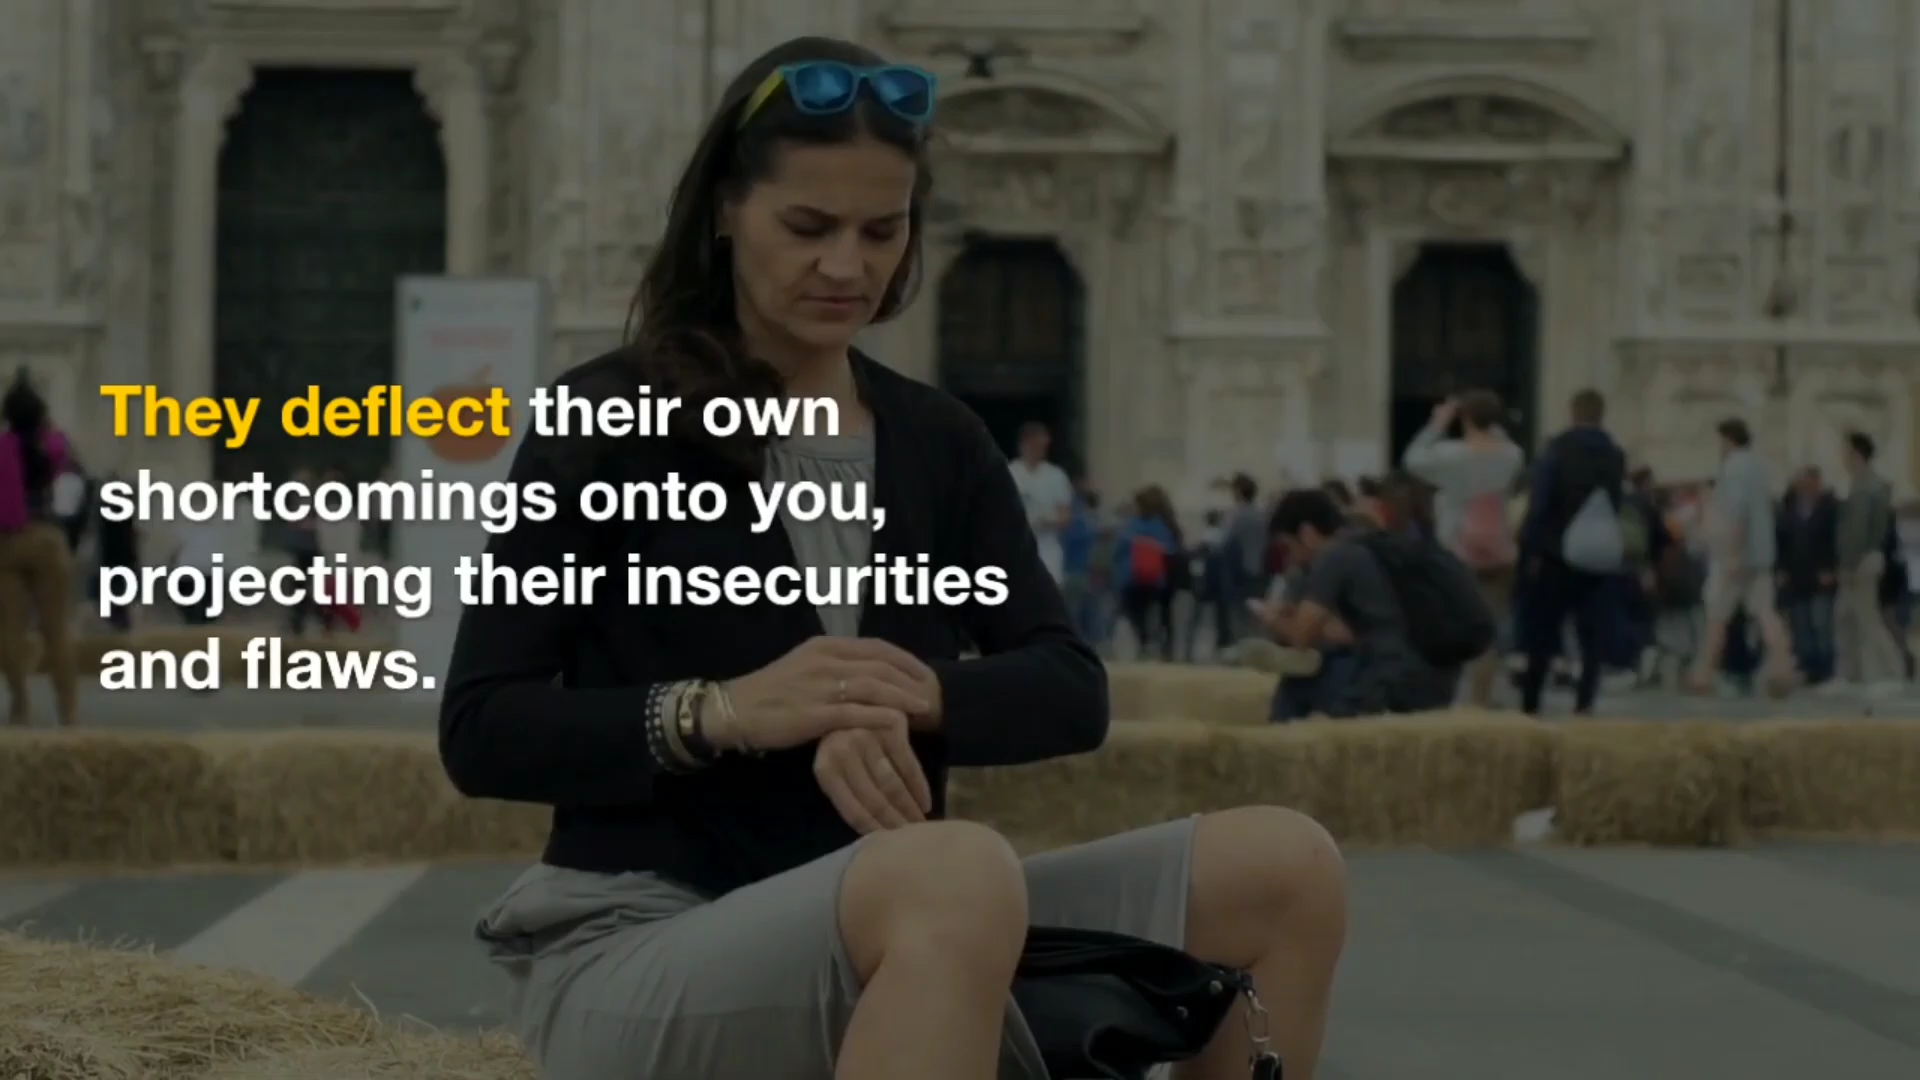 They deflect their own
shortcomings onto you,
projecting their insecurities
and flaws.